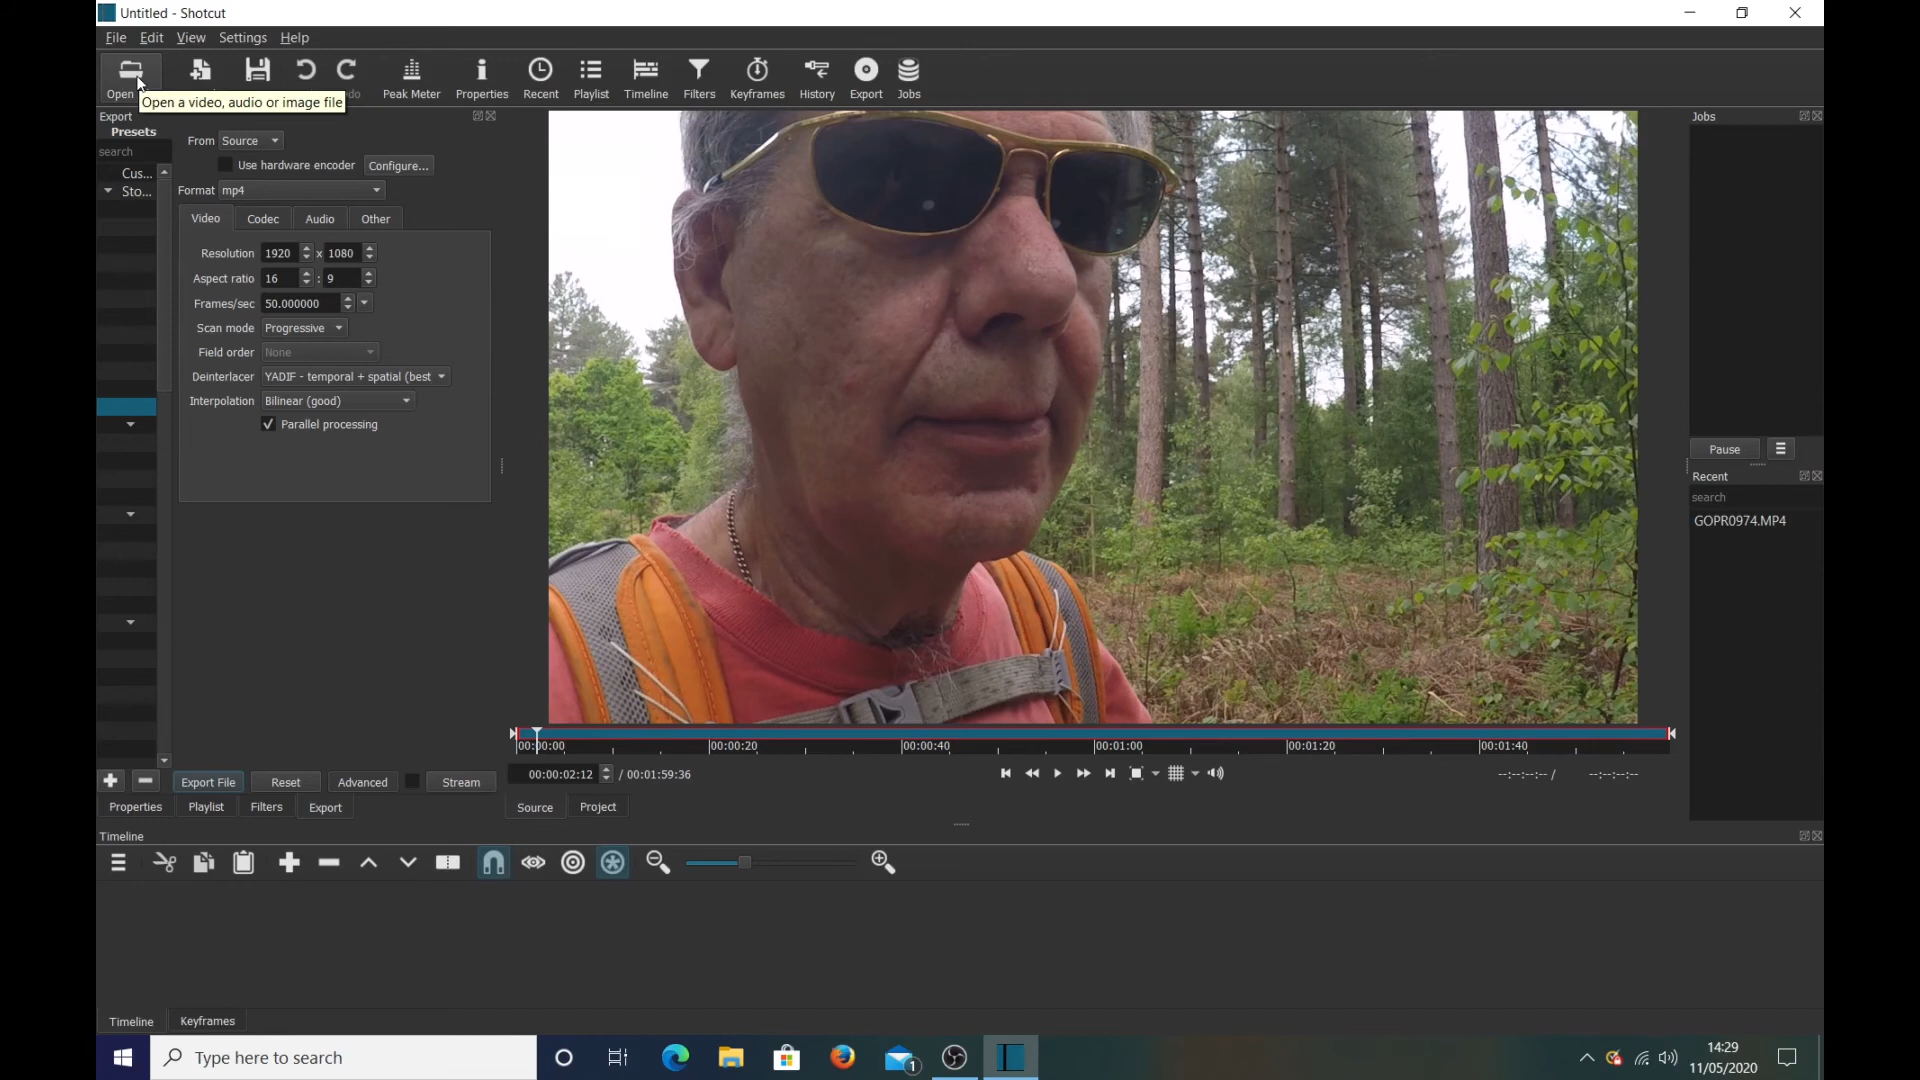 Untitled - Shotcut
File Edit View Settings Help
Open
Peak Meter Properties Recent Playlist Timeline Filters Keyframes History Export Jobs
Open a video, audio or image file
Export
Presets
search
Cus...
Sto...
From Source
Use hardware encoder Configure...
Format mp4
Video Codec Audio Other
Resolution 1920 x 1080
Aspect ratio 16 : 9
Frames/sec 50.000000
Scan mode Progressive
Field order None
Deinterlacer YADIF - temporal + spatial (best
Interpolation Bilinear (good)
Parallel processing
Export File Reset Advanced Stream
Properties Playlist Filters Export
00:00:00 00:00:20 00:00:40 00:01:00 00:01:20 00:01:40
00:00:02:12 / 00:01:59:36
--:--:--:-- / --:--:--:--
Source Project
Jobs
Pause
Recent
search
GOPR0974.MP4
Timeline
Timeline Keyframes
Type here to search
1
14:29
11/05/2020